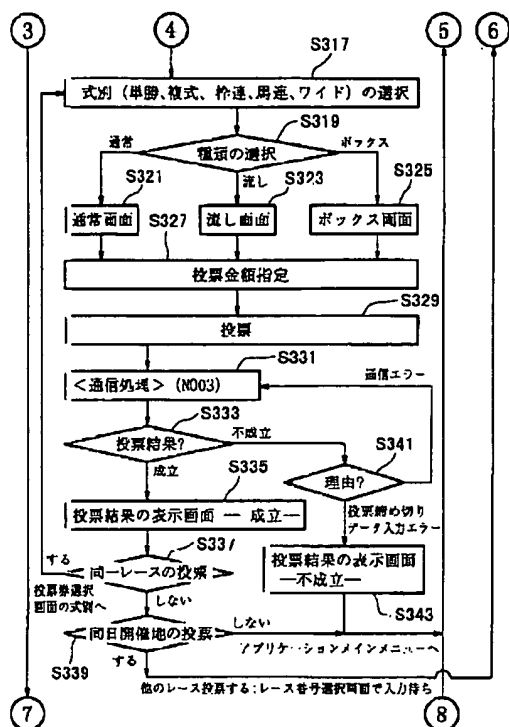 3
4
5
6
S317
式別（単勝、複式、枠連、馬連、ワイド）の選択
S319
種類の選択
通常
流し
ボックス
S321
S323
S325
通常画面
流し画面
ボックス画面
S327
投票金額指定
S329
投票
S331
＜通信処理＞（N003）
通信エラー
S333
投票結果?
不成立
成立
S341
理由?
S335
投票結果の表示画面 ― 成立―
投票締め切り
データ入力エラー
投票結果の表示画面
―不成立―
S343
S337
する
同一レースの投票
投票券選択
画面の式別へ
しない
同日開催地の投票
しない
アプリケーションメインメニューへ
S339
する
他のレース投票する:レース番号選択画面で入力待ち
7
8